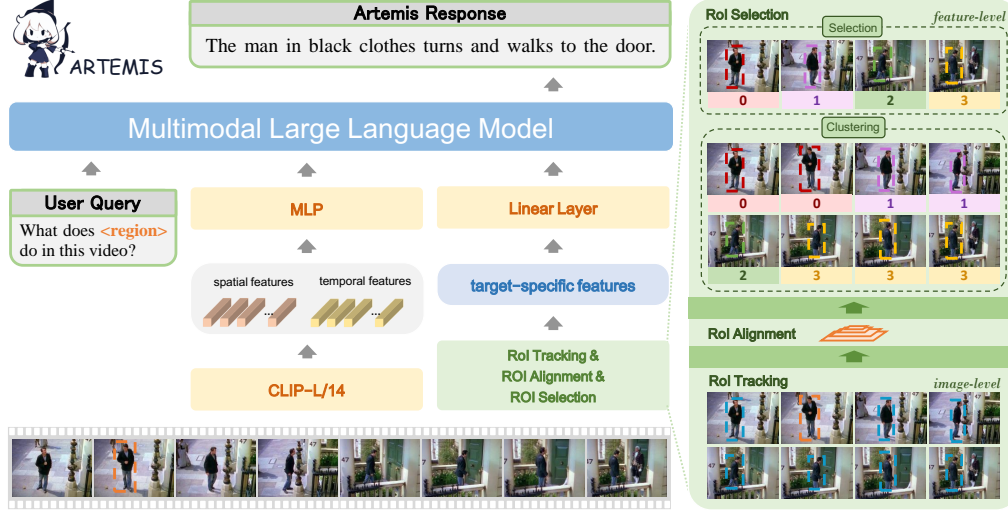 ARTEMIS
Artemis Response
The man in black clothes turns and walks to the door.
Multimodal Large Language Model
User Query
What does <region>
do in this video?
MLP
Linear Layer
spatial features
...
temporal features
...
target-specific features
CLIP-L/14
RoI Tracking &
ROI Alignment &
ROI Selection
RoI Selection
feature-level
Selection
0
1
2
3
Clustering
0
0
1
1
2
3
3
3
RoI Alignment
RoI Tracking
image-level